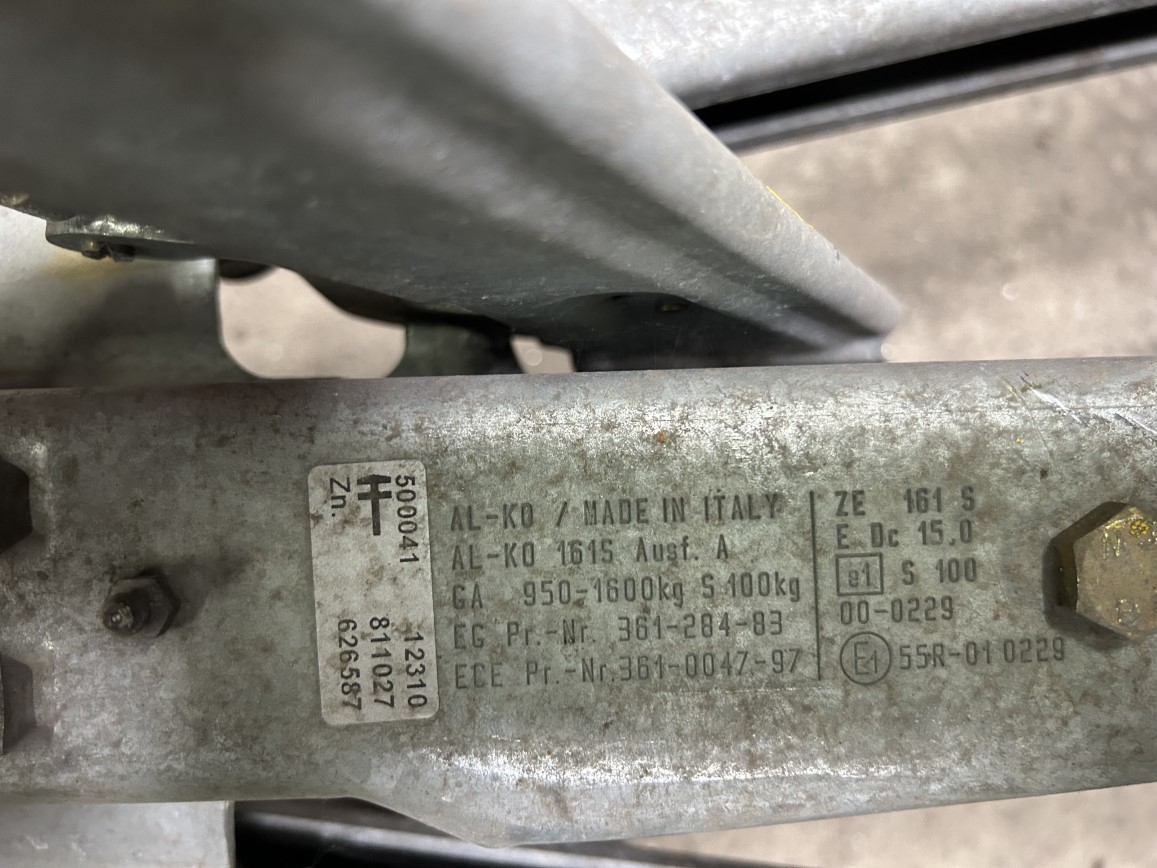 500041 12310
811027
Zn. 626587
AL-KO / MADE IN ITALY
AL-KO 161S Ausf. A
GA 950-1600kg S 100kg
EG Pr.-Nr. 361-284-83
ECE Pr.-Nr.361-0047-97
ZE 161 S
E. Dc 15.0
e1 S 100
00-0229
E1 55R-01 0229